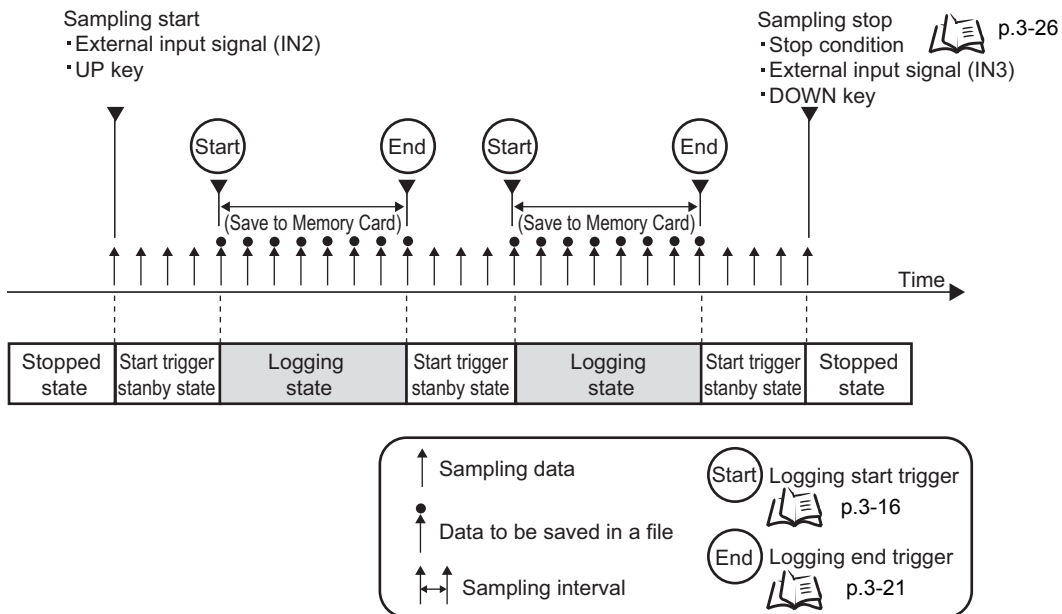 Sampling start
・External input signal (IN2)
・UP key
Sampling stop
・Stop condition
・External input signal (IN3)
・DOWN key
p.3-26
Start
End
Start
End
(Save to Memory Card)
(Save to Memory Card)
Time
Stopped
state
Start trigger
stanby state
Logging
state
Start trigger
stanby state
Logging
state
Start trigger
stanby state
Stopped
state
Sampling data
Data to be saved in a file
Sampling interval
Start
Logging start trigger
p.3-16
End
Logging end trigger
p.3-21